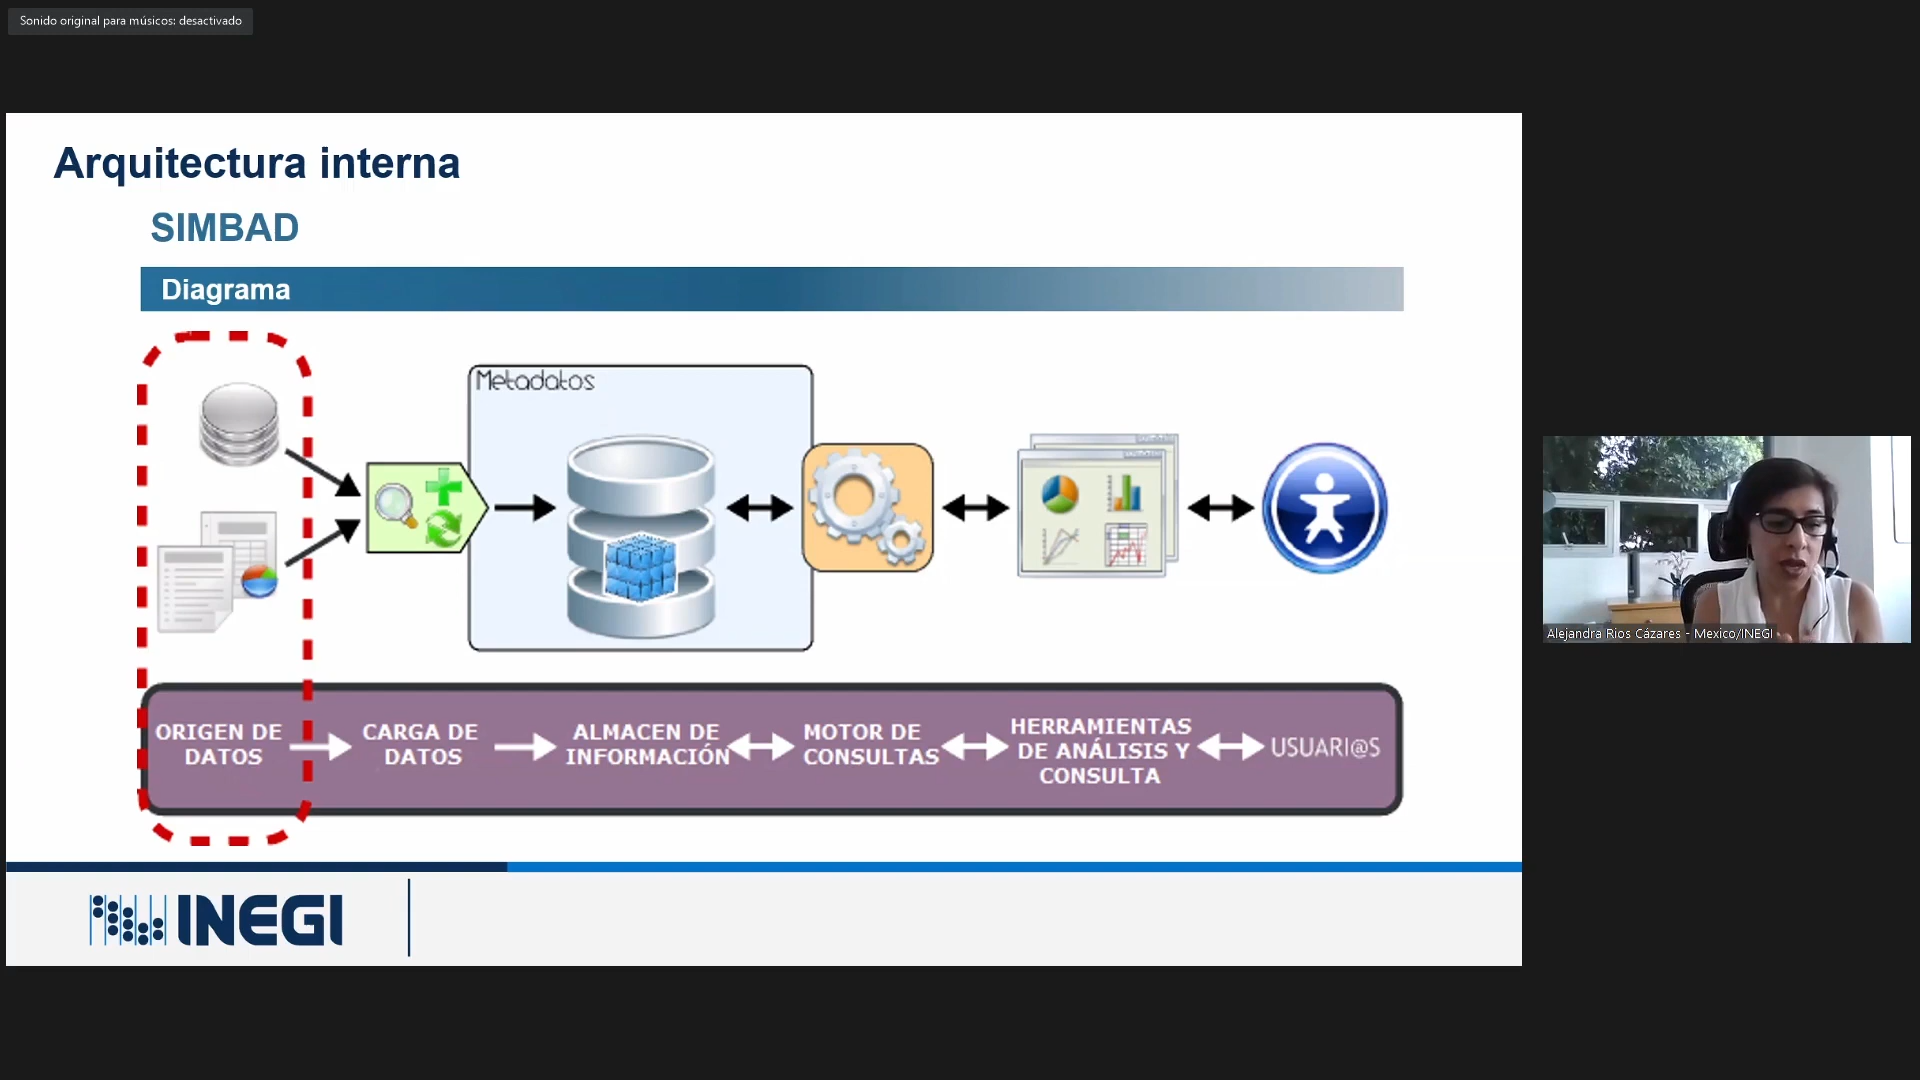 Sonido original para músicos: desactivado
Arquitectura interna
SIMBAD
Diagrama
Metadatos
ORIGEN DE
DATOS
CARGA DE
DATOS
ALMACEN DE
INFORMACIÓN
MOTOR DE
CONSULTAS
HERRAMIENTAS
DE ANÁLISIS Y
CONSULTA
USUARI@S
INEGI
Alejandra Rios Cázares - Mexico/INEGI